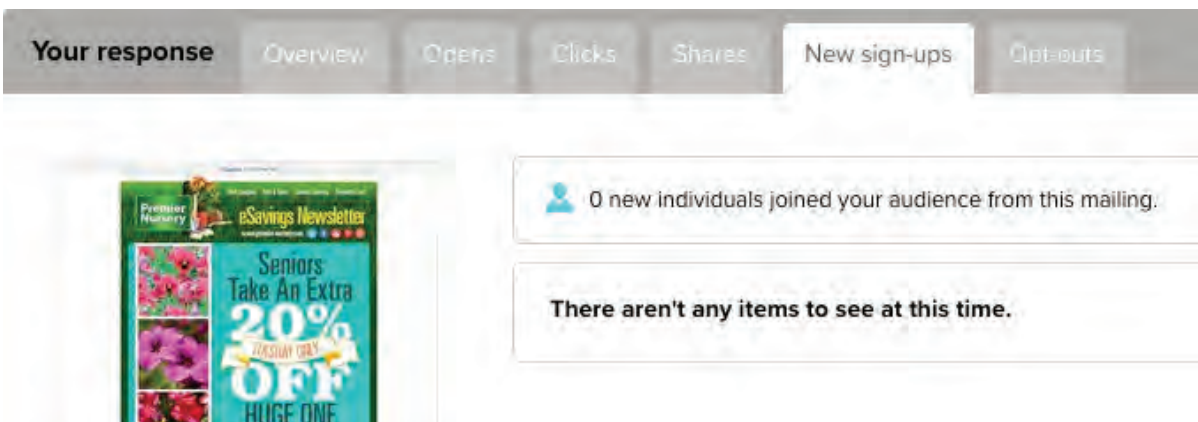 Your response
Overview
Opens
Clicks
Shares
New sign-ups
Opt-outs
0 new individuals joined your audience from this mailing.
There aren't any items to see at this time.
Premier
Nursery
eSavings Newsletter
Seniors
Take An Extra
20%
TUESDAY ONLY
OFF
HUGE ONE